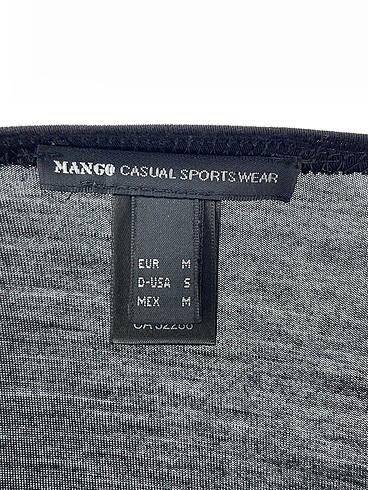 MANGO CASUAL SPORTS WEAR
EUR M
D-USA S
MEX M